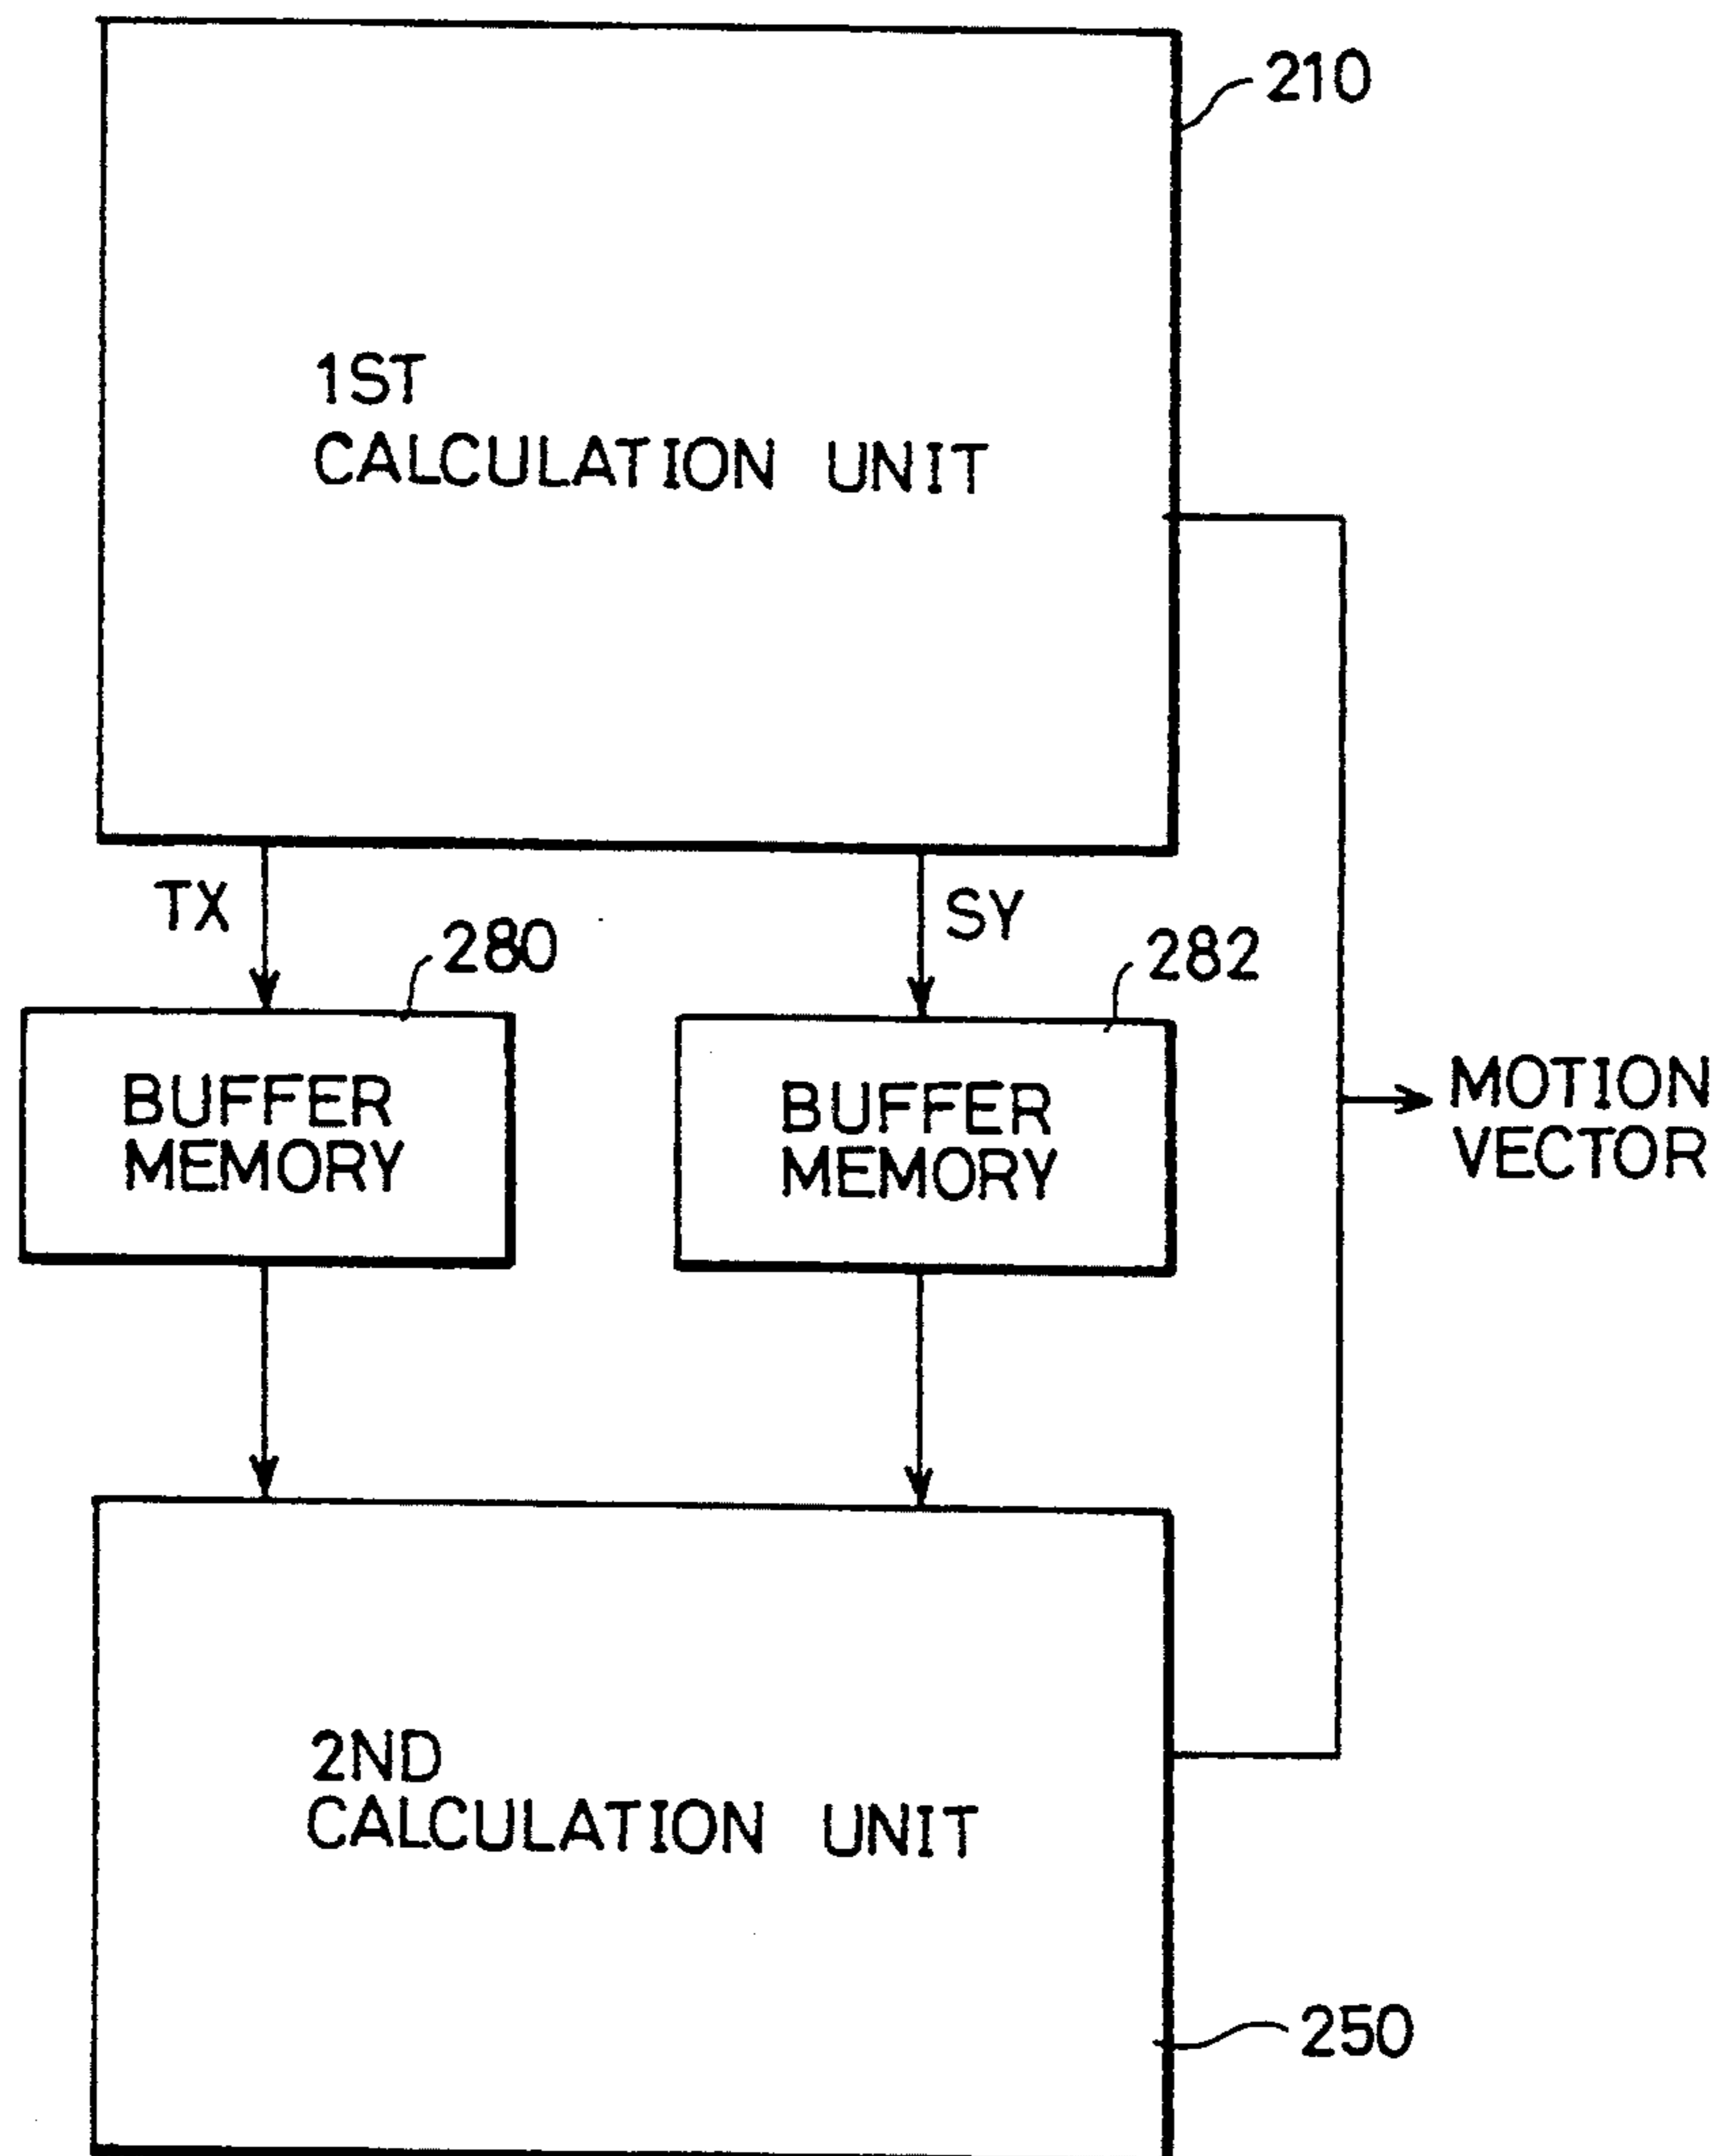 210
1ST
CALCULATION UNIT
TX
SY
280
282
BUFFER
MEMORY
BUFFER
MEMORY
MOTION
VECTOR
2ND
CALCULATION UNIT
250